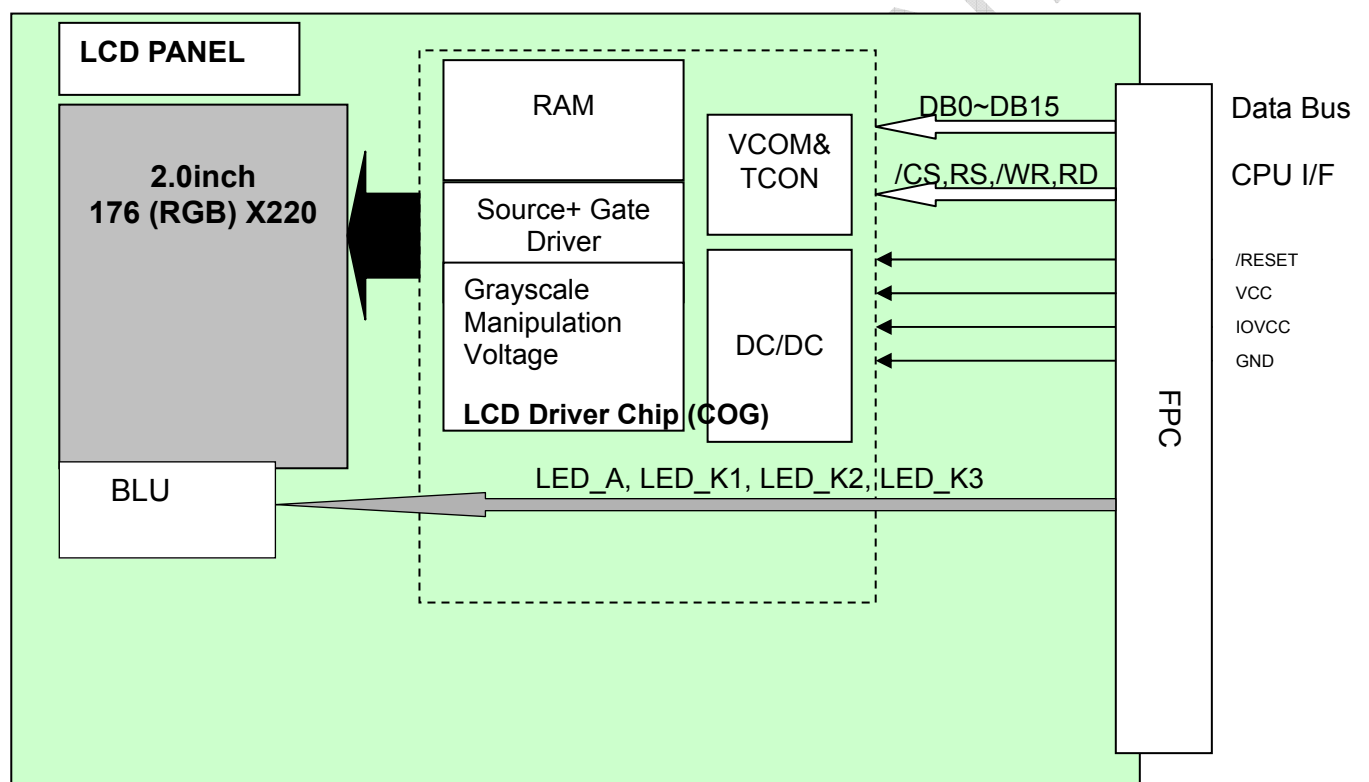 LCD PANEL
2.0inch
176 (RGB) X220
BLU
RAM
Source+ Gate
Driver
Grayscale
Manipulation
Voltage
LCD Driver Chip (COG)
VCOM&
TCON
DC/DC
DB0~DB15
/CS,RS,/WR,RD
LED_A, LED_K1, LED_K2, LED_K3
FPC
Data Bus
CPU I/F
/RESET
VCC
IOVCC
GND